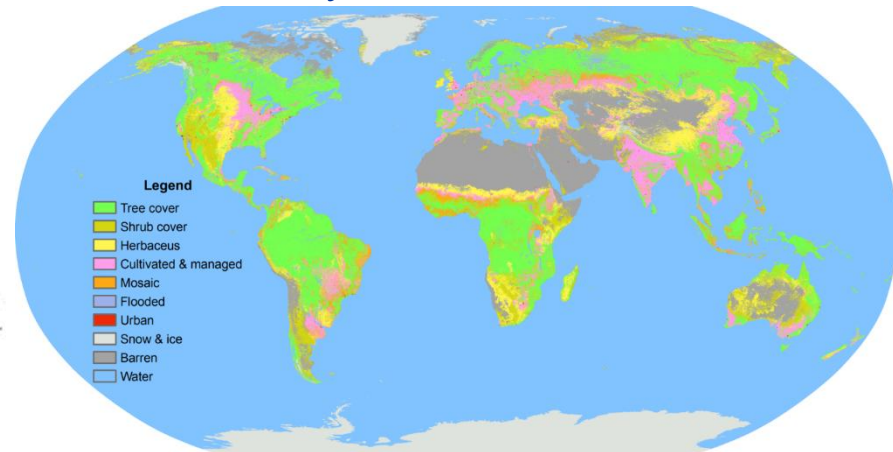 Legend
Tree cover
Shrub cover
Herbaceus
Cultivated & managed
Mosaic
Flooded
Urban
Snow & ice
Barren
Water